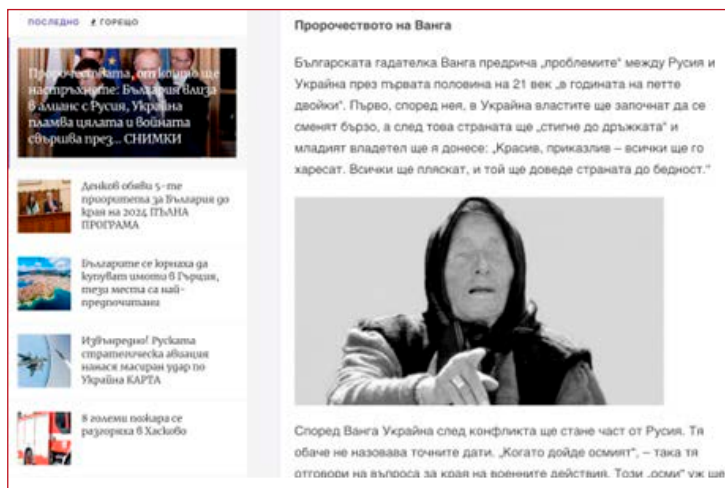 ПОСЛЕДНО ГОРЕЩО
Пророчествата, от които ще
настръхнете: България влиза
в алианс с Русия, Украйна
пламва цялата и войната
свършва през... СНИМКИ
Денков обяви 5-те
приоритета за България до
края на 2024 ПЪЛНА
ПРОГРАМА
Българите се юрнаха да
купуват имоти в Гърция,
тези места са най-
предпочитани
Извънредно! Руската
стратегическа авиация
нанася масиран удар по
Украйна КАРТА
8 големи пожара се
разгоряха в Хасково
Пророчеството на Ванга
Българската гадателка Ванга предрича „проблемите" между Русия и
Украйна през първата половина на 21 век „в годината на петте
двойки". Първо, според нея, в Украйна властите ще започнат да се
сменят бързо, а след това страната ще „стигне до дръжката" и
младият владетел ще я донесе: „Красив, приказлив – всички ще го
харесат. Всички ще пляскат, и той ще доведе страната до бедност."
Според Ванга Украйна след конфликта ще стане част от Русия. Тя
обаче не назовава точните дати. „Когато дойде осмият", – така тя
отговори на въпроса за края на военните действия. Този „осми" уж ще